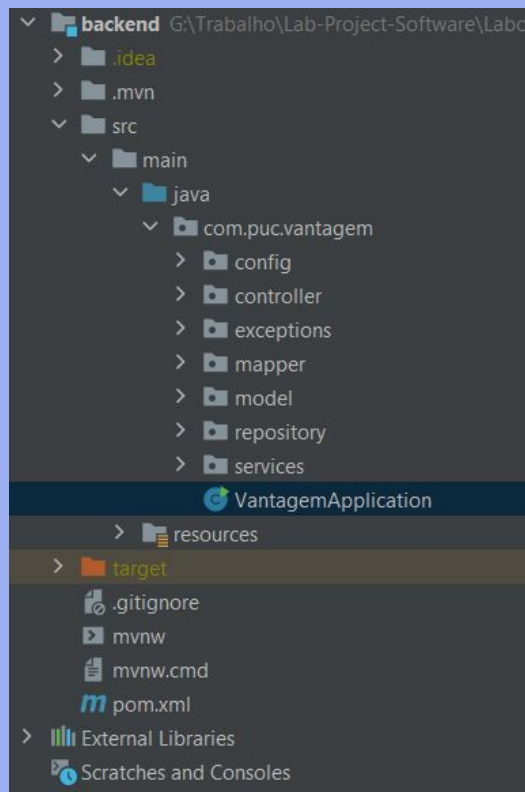 backend G:\Trabalho\Lab-Project-Software\Labo
.idea
.mvn
src
main
java
com.puc.vantagem
config
controller
exceptions
mapper
model
repository
services
VantagemApplication
resources
target
.gitignore
mvnw
mvnw.cmd
pom.xml
External Libraries
Scratches and Consoles